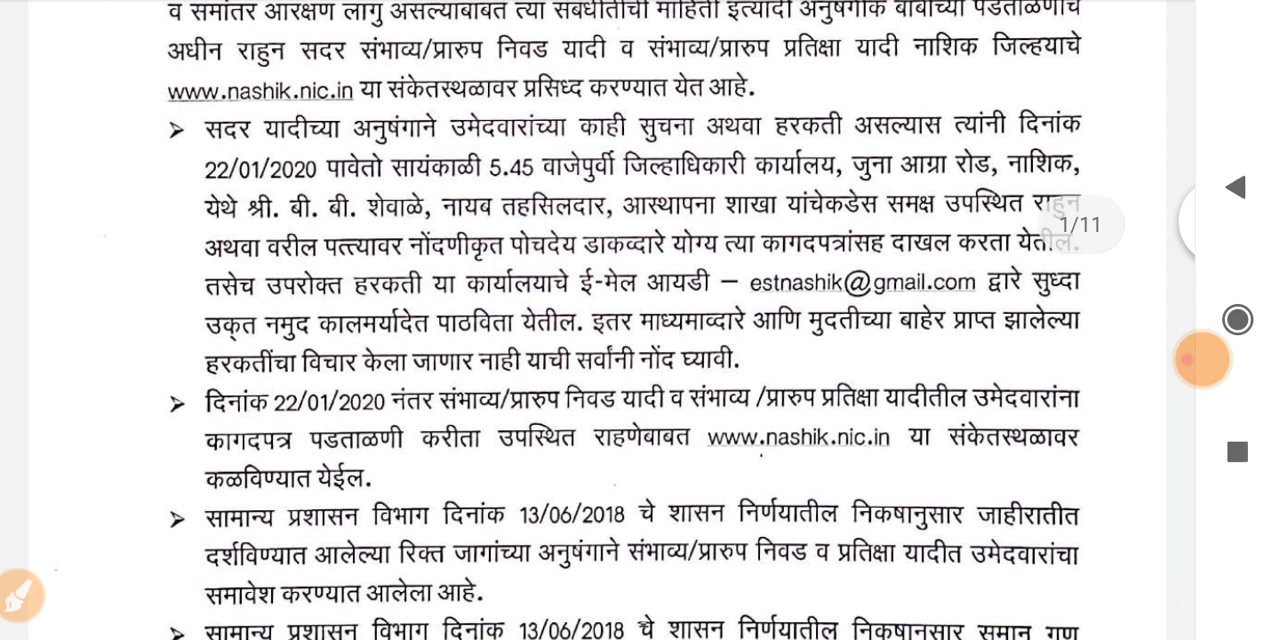 व समांतर आरक्षण लागु असल्याबाबत त्या संबंधीतांची माहिती इत्यादी अनुषंगीक बाबींच्या पडताळणीचे
अधीन राहुन सदर संभाव्य/प्रारुप निवड यादी व संभाव्य/प्रारुप प्रतिक्षा यादी नाशिक जिल्हयाचे
www.nashik.nic.in या संकेतस्थळावर प्रसिध्द करण्यात येत आहे.
➢ सदर यादीच्या अनुषंगाने उमेदवारांच्या काही सुचना अथवा हरकती असल्यास त्यांनी दिनांक
22/01/2020 पावेतो सायंकाळी 5.45 वाजेपुर्वी जिल्हाधिकारी कार्यालय, जुना आग्रा रोड, नाशिक,
येथे श्री. बी. बी. शेवाळे, नायब तहसिलदार, आस्थापना शाखा यांचेकडेस समक्ष उपस्थित राहुन
1/11
अथवा वरील पत्त्यावर नोंदणीकृत पोचदेय डाकव्दारे योग्य त्या कागदपत्रांसह दाखल करता येतील.
तसेच उपरोक्त हरकती या कार्यालयाचे ई-मेल आयडी – estnashik@gmail.com द्वारे सुध्दा
उक्त नमुद कालमर्यादेत पाठविता येतील. इतर माध्यमाव्दारे आणि मुदतीच्या बाहेर प्राप्त झालेल्या
हरकतींचा विचार केला जाणार नाही याची सर्वांनी नोंद घ्यावी.
➢ दिनांक 22/01/2020 नंतर संभाव्य/प्रारुप निवड यादी व संभाव्य /प्रारुप प्रतिक्षा यादीतील उमेदवारांना
कागदपत्र पडताळणी करीता उपस्थित राहणेबाबत www.nashik.nic.in या संकेतस्थळावर
कळविण्यात येईल.
➢ सामान्य प्रशासन विभाग दिनांक 13/06/2018 चे शासन निर्णयातील निकषानुसार जाहीरातीत
दर्शविण्यात आलेल्या रिक्त जागांच्या अनुषंगाने संभाव्य/प्रारुप निवड व प्रतिक्षा यादीत उमेदवारांचा
समावेश करण्यात आलेला आहे.
➢ सामान्य प्रशासन विभाग दिनांक 13/06/2018 चे शासन निर्णयातील निकषानुसार समान गुण